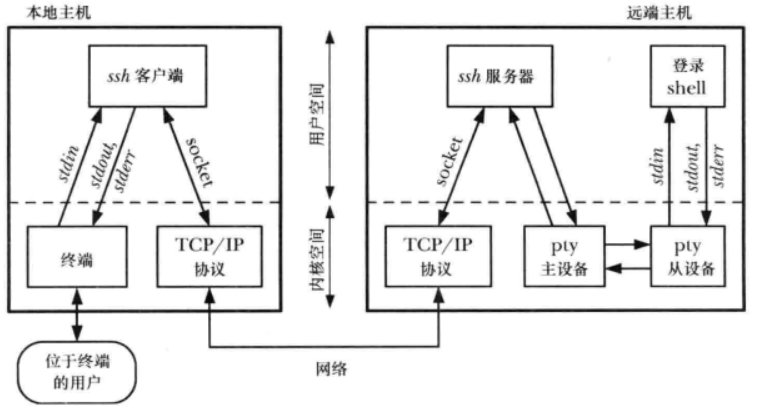 本地主机
远端主机
ssh 客户端
ssh 服务器
登录
shell
用户空间
stdin
stdout,
stderr
socket
socket
stdin
stdout,
stderr
内核空间
终端
TCP/IP
协议
TCP/IP
协议
pty
主设备
pty
从设备
位于终端
的用户
网络